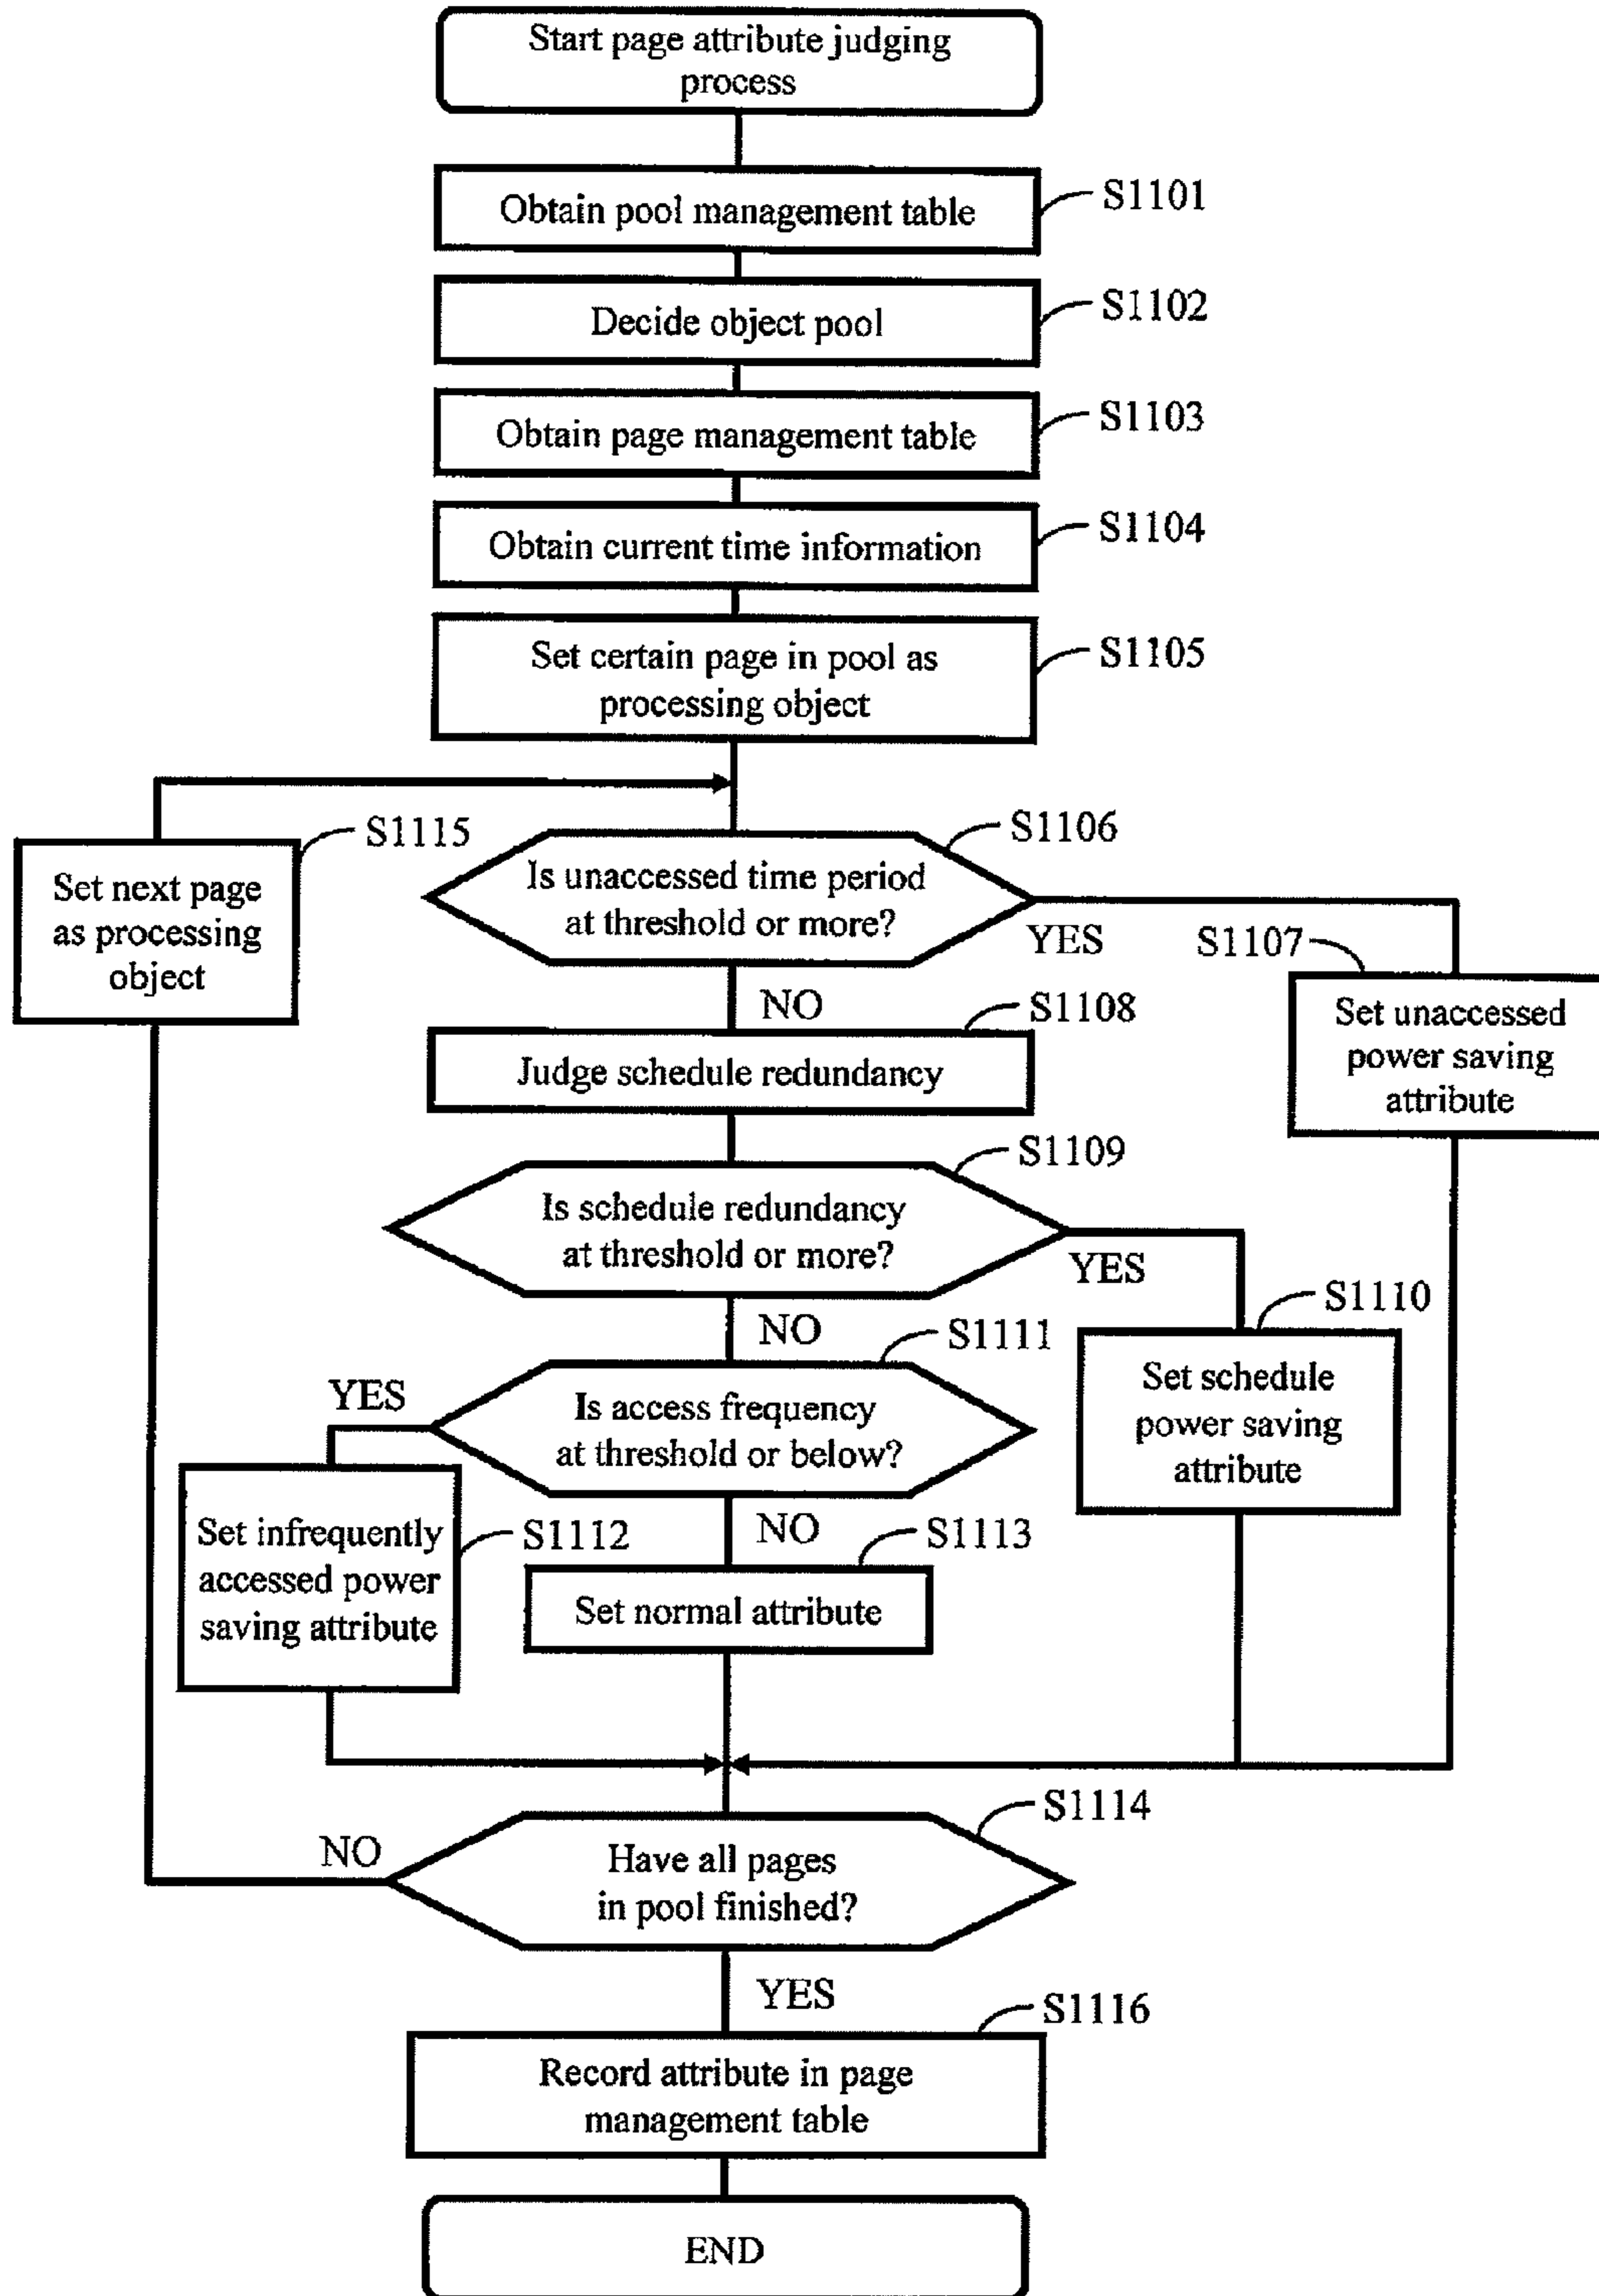 Start page attribute judging
process
Obtain pool management table
S1101
Decide object pool
S1102
Obtain page management table
S1103
Obtain current time information
S1104
Set certain page in pool as
processing object
S1105
S1115
Set next page
as processing
object
S1106
Is unaccessed time period
at threshold or more?
YES
NO
S1107
Set unaccessed
power saving
attribute
S1108
Judge schedule redundancy
S1109
Is schedule redundancy
at threshold or more?
YES
NO
S1110
Set schedule
power saving
attribute
S1111
Is access frequency
at threshold or below?
YES
NO
S1112
Set infrequently
accessed power
saving attribute
S1113
Set normal attribute
S1114
Have all pages
in pool finished?
NO
YES
S1116
Record attribute in page
management table
END